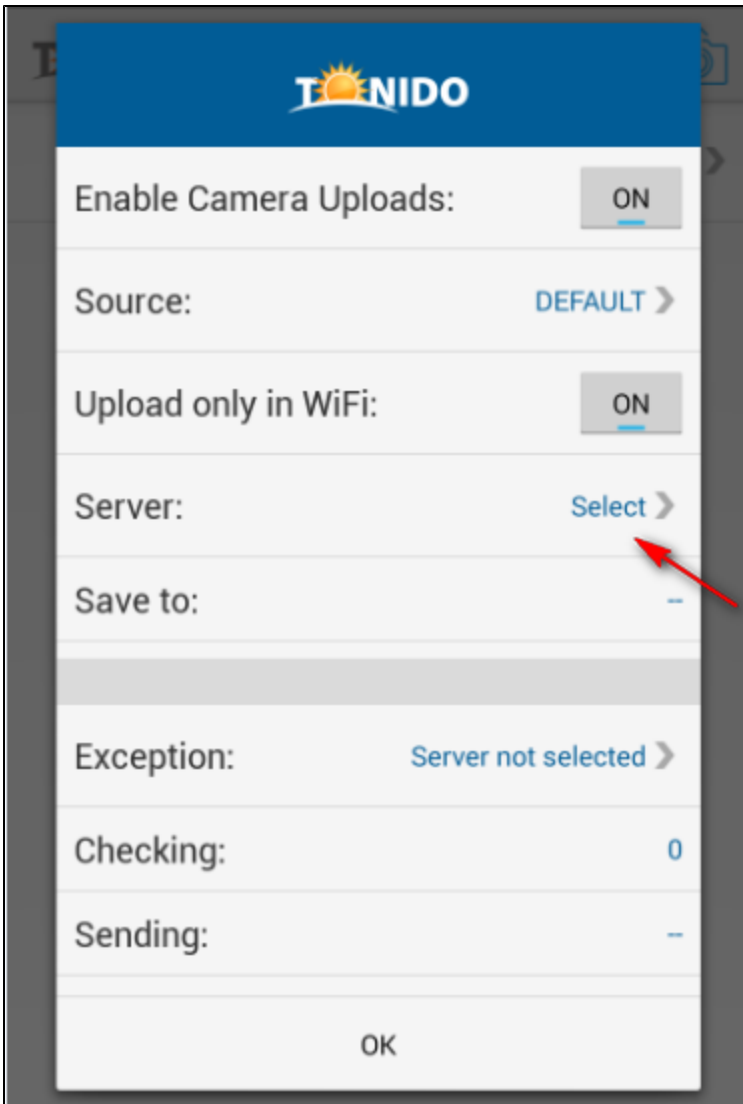 TONIDO
Enable Camera Uploads: ON
Source: DEFAULT
Upload only in WiFi: ON
Server: Select
Save to: --
Exception: Server not selected
Checking: 0
Sending: --
OK